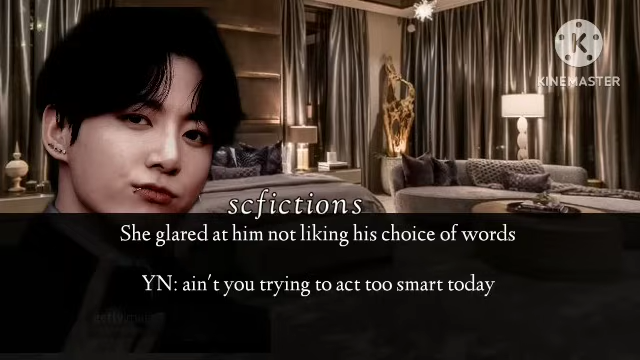 KINEMASTER
scfictions
She glared at him not liking his choice of words
YN: ain't you trying to act too smart today